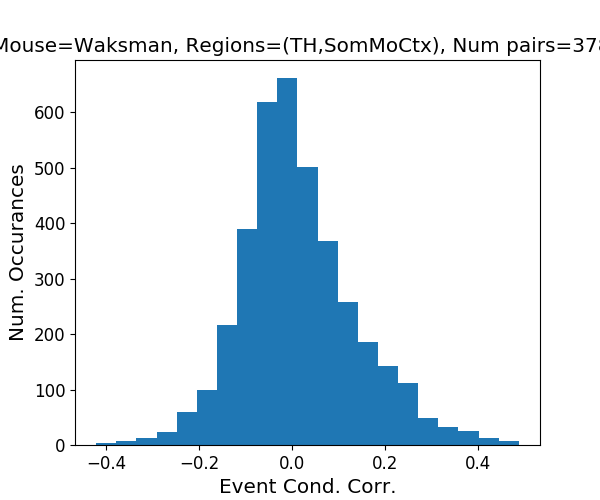 Mouse=Waksman, Regions=(TH,SomMoCtx), Num pairs=378
600
500
400
300
200
100
0
Num. Occurances
−0.4 −0.2 0.0 0.2 0.4
Event Cond. Corr.